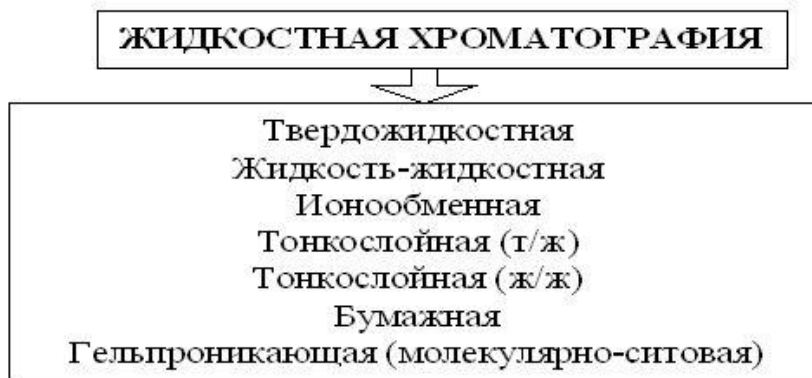 ЖИДКОСТНАЯ ХРОМАТОГРАФИЯ
Твердожидкостная
Жидкость-жидкостная
Ионообменная
Тонкослойная (т/ж)
Тонкослойная (ж/ж)
Бумажная
Гельпроникающая (молекулярно-ситовая)